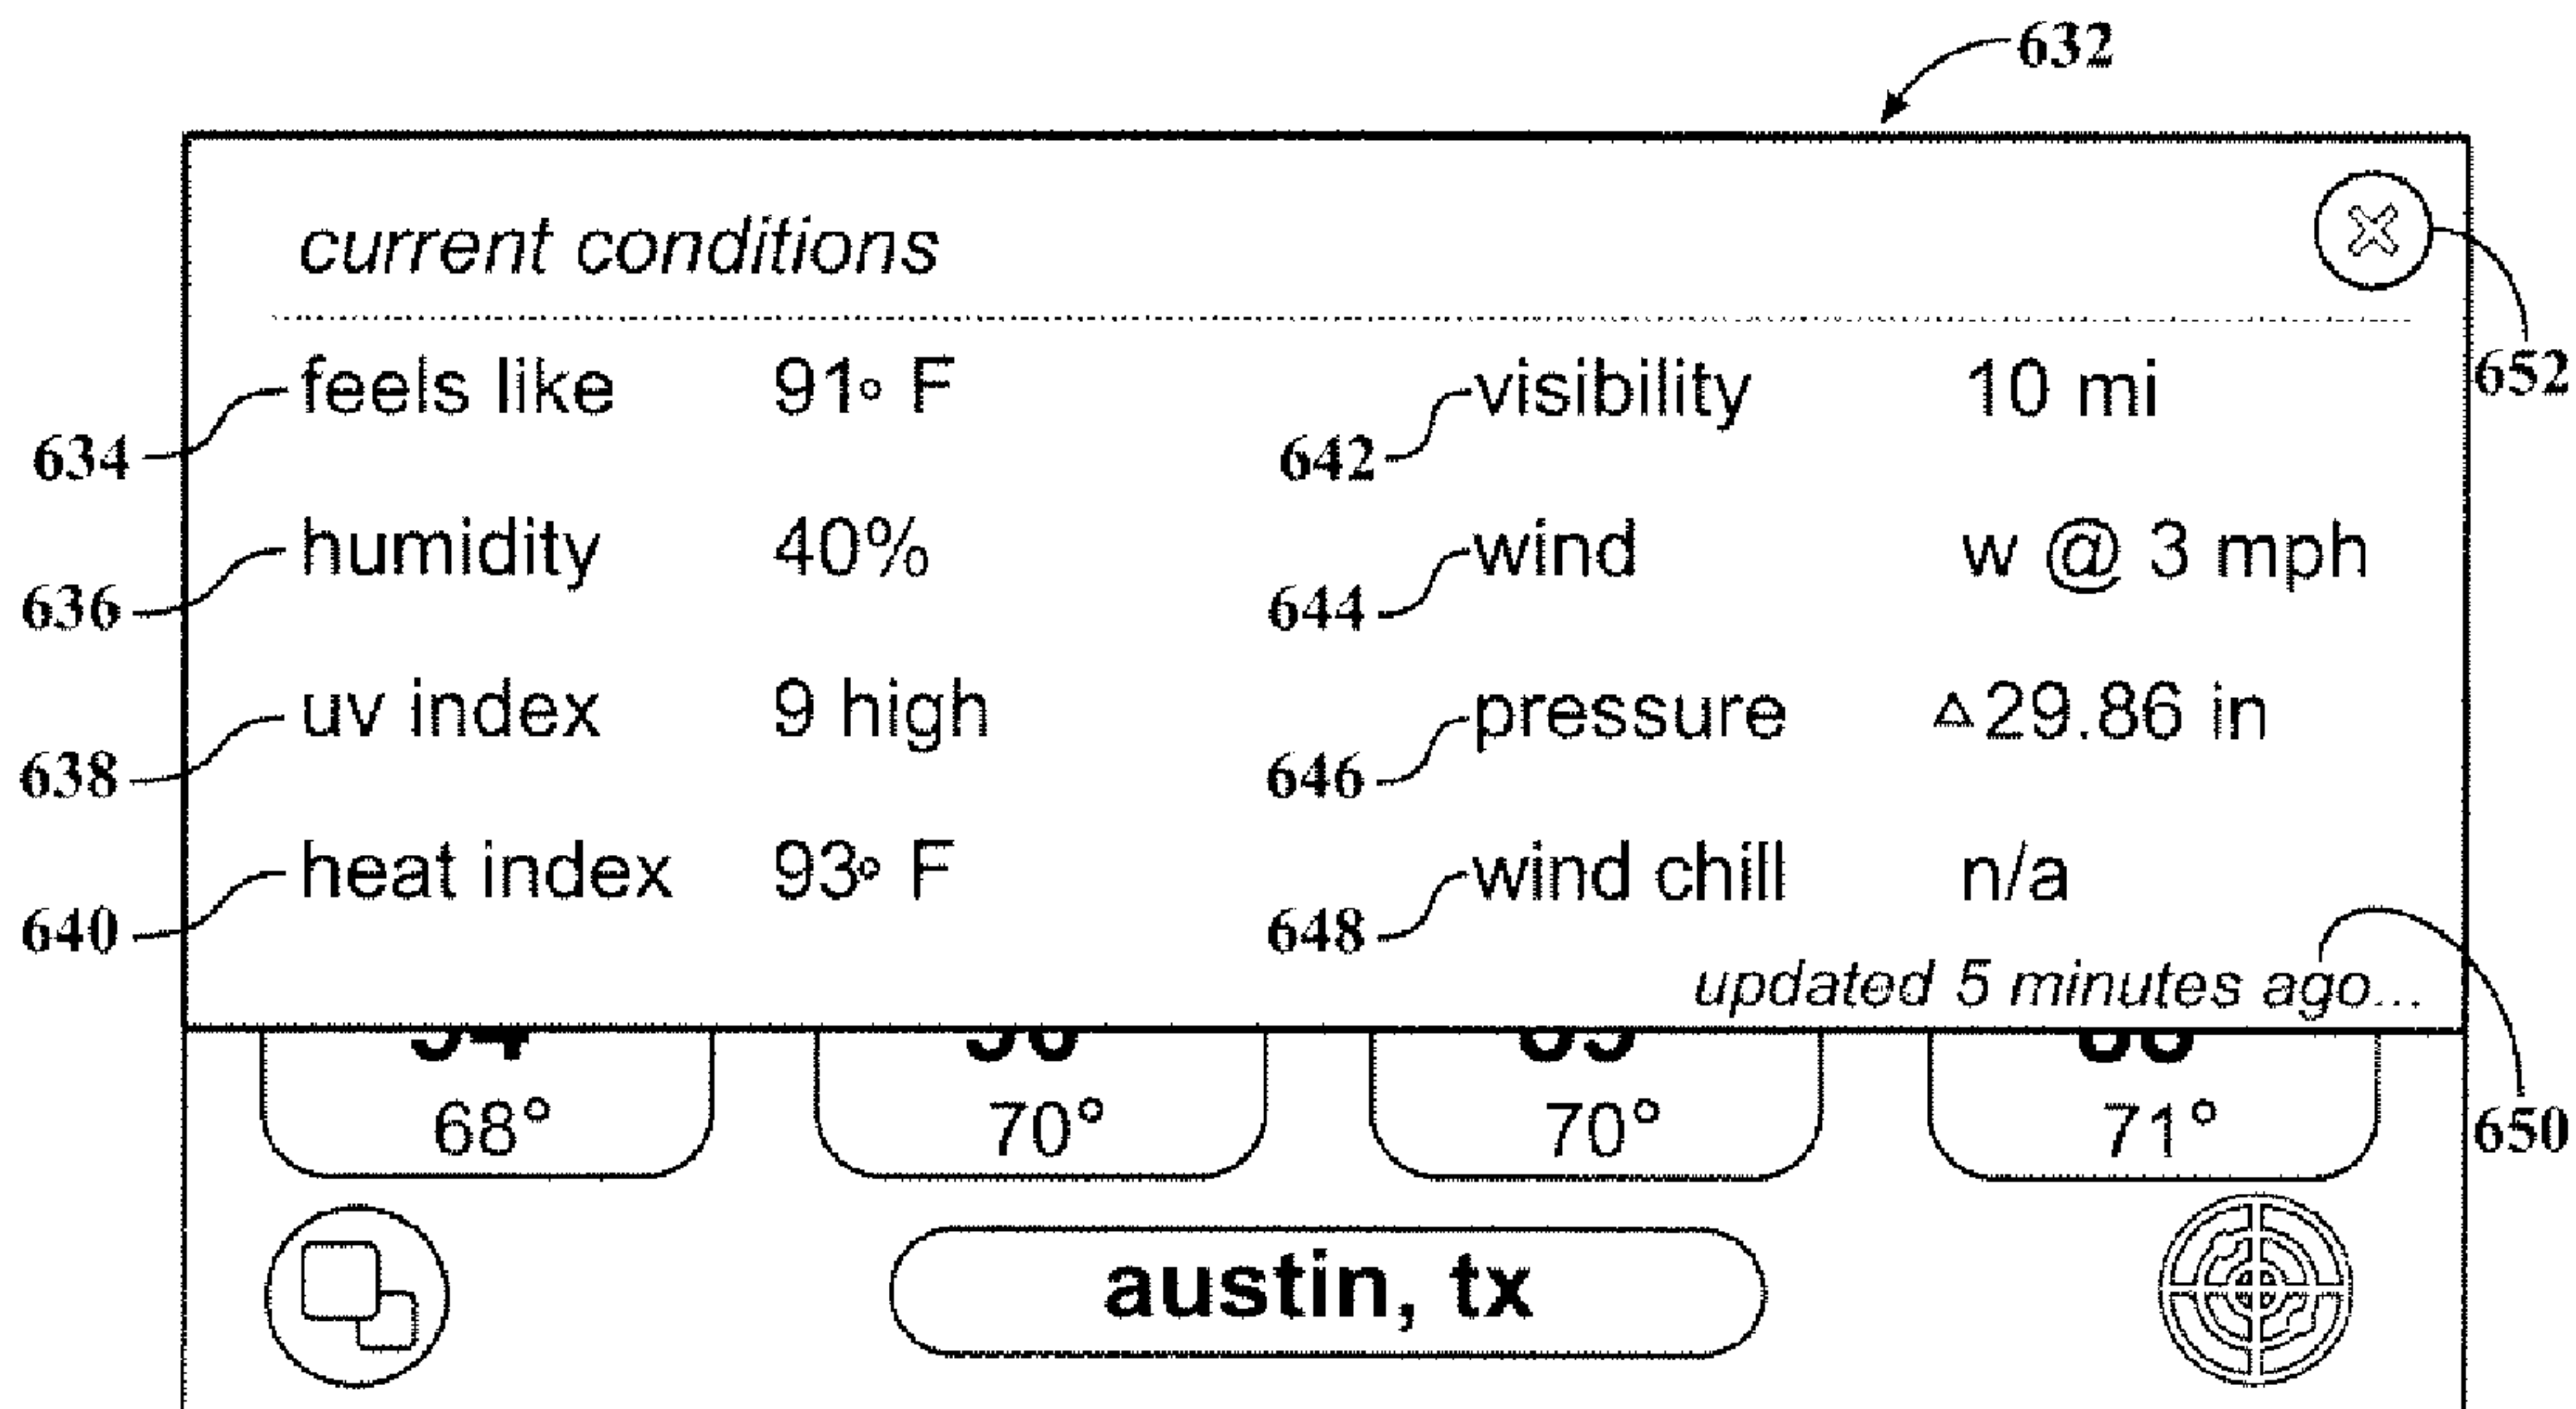 632
current conditions
652
634 feels like 91° F
642 visibility 10 mi
636 humidity 40%
644 wind w @ 3 mph
638 uv index 9 high
646 pressure △29.86 in
640 heat index 93° F
648 wind chill n/a
updated 5 minutes ago...
650
68° 70° 70° 71°
austin, tx